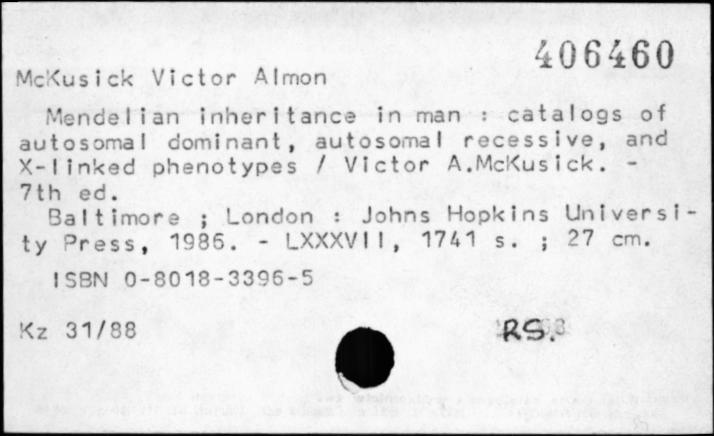 406460
McKusick Victor Almon
Mendelian inheritance in man : catalogs of
autosomal dominant, autosomal recessive, and
X-linked phenotypes / Victor A.McKusick. -
7th ed.
Baltimore ; London : Johns Hopkins Universi-
ty Press, 1986. - LXXXVII, 1741 s. ; 27 cm.
ISBN 0-8018-3396-5
Kz 31/88
RS.